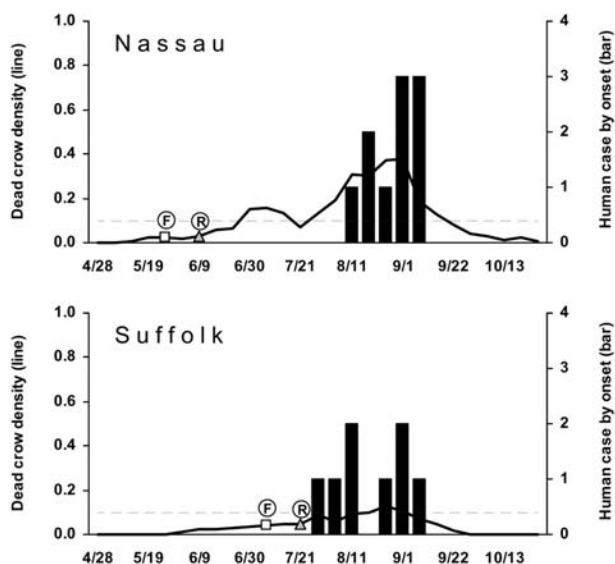 Nassau
Dead crow density (line)
1.0
0.8
0.6
0.4
0.2
0.0
Human case by onset (bar)
4
3
2
1
0
F
R
4/28 5/19 6/9 6/30 7/21 8/11 9/1 9/22 10/13
Suffolk
Dead crow density (line)
1.0
0.8
0.6
0.4
0.2
0.0
Human case by onset (bar)
4
3
2
1
0
F
R
4/28 5/19 6/9 6/30 7/21 8/11 9/1 9/22 10/13